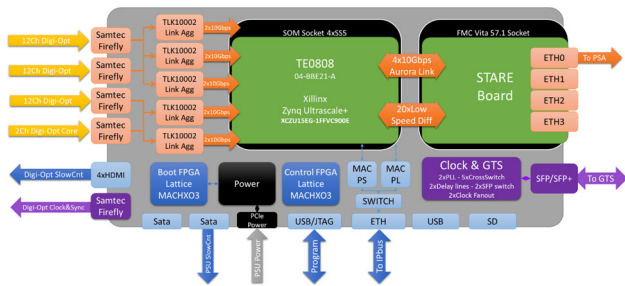 12Ch Digi-Opt
12Ch Digi-Opt
12Ch Digi-Opt
2Ch Digi-Opt Core
Samtec
Firefly
Samtec
Firefly
Samtec
Firefly
Samtec
Firefly
TLK10002
Link Agg
2x10Gbps
TLK10002
Link Agg
2x10Gbps
TLK10002
Link Agg
2x10Gbps
TLK10002
Link Agg
2x10Gbps
TLK10002
Link Agg
2x10Gbps
SOM Socket 4xSS5
TE0808
04-BBE21-A
Xillinx
Zynq Ultrascale+
XCZU15EG-1FFVC900E
4x10Gbps
Aurora Link
20xLow
Speed Diff
FMC Vita 57.1 Socket
STARE
Board
ETH0
ETH1
ETH2
ETH3
To PSA
Digi-Opt SlowCnt
4xHDMI
Digi-Opt Clock&Sync
Samtec
Firefly
Boot FPGA
Lattice
MACHXO3
Power
Control FPGA
Lattice
MACHXO3
MAC
PS
MAC
PL
SWITCH
Clock & GTS
2xPLL - 5xCrossSwitch
2xDelay lines - 2xSFP switch
2xClock Fanout
SFP/SFP+
To GTS
Sata
Sata
PCIe
Power
USB/JTAG
ETH
USB
SD
PSU SlowCnt
PSU Power
Program
To IPbus